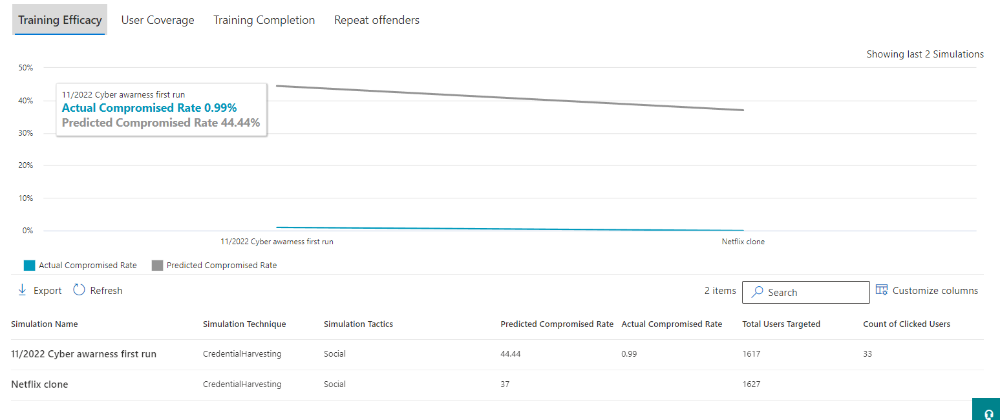 Training Efficacy User Coverage Training Completion Repeat offenders
Showing last 2 Simulations
50%
11/2022 Cyber awarness first run
Actual Compromised Rate 0.99%
Predicted Compromised Rate 44.44%
40%
30%
20%
10%
0%
11/2022 Cyber awarness first run Netflix clone
Actual Compromised Rate Predicted Compromised Rate
Export Refresh 2 items Search Customize columns
Simulation Name Simulation Technique Simulation Tactics Predicted Compromised Rate Actual Compromised Rate Total Users Targeted Count of Clicked Users
11/2022 Cyber awarness first run CredentialHarvesting Social 44.44 0.99 1617 33
Netflix clone CredentialHarvesting Social 37 1627